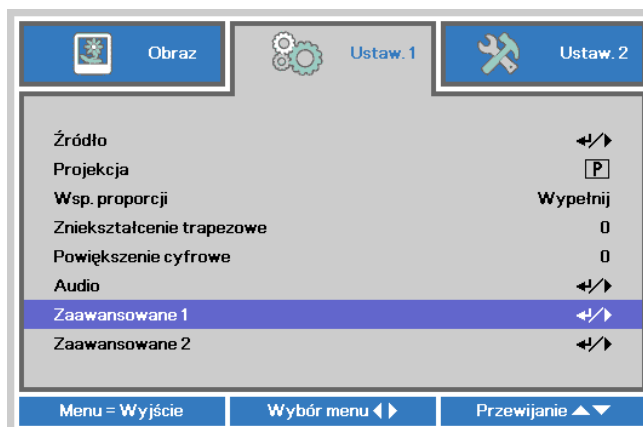 Obraz
Ustaw. 1
Ustaw. 2
Źródło
Projekcja P
Wsp. proporcji Wypełnij
Zniekształcenie trapezowe 0
Powiększenie cyfrowe 0
Audio
Zaawansowane 1
Zaawansowane 2
Menu = Wyjście Wybór menu Przewijanie